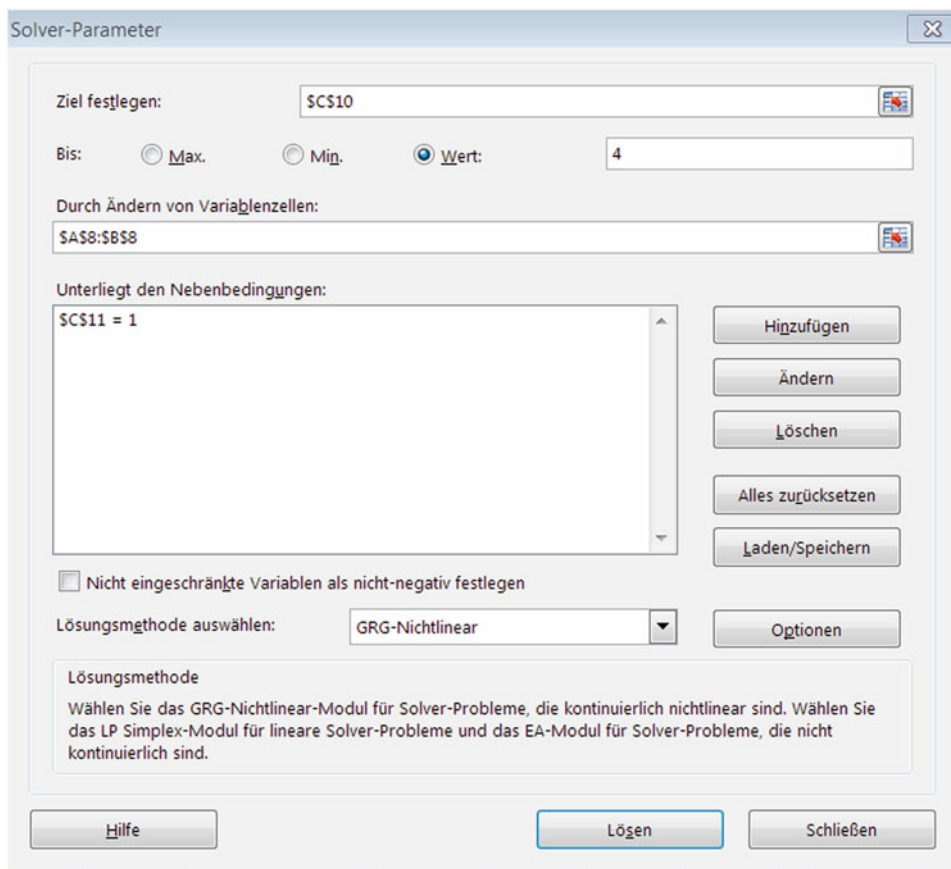 Solver-Parameter
Ziel festlegen: $C$10
Bis: Max. Min. Wert: 4
Durch Ändern von Variablenzellen:
$A$8:$B$8
Unterliegt den Nebenbedingungen:
$C$11 = 1
Hinzufügen
Ändern
Löschen
Alles zurücksetzen
Laden/Speichern
Nicht eingeschränkte Variablen als nicht-negativ festlegen
Lösungsmethode auswählen: GRG-Nichtlinear Optionen
Lösungsmethode
Wählen Sie das GRG-Nichtlinear-Modul für Solver-Probleme, die kontinuierlich nichtlinear sind. Wählen Sie
das LP Simplex-Modul für lineare Solver-Probleme und das EA-Modul für Solver-Probleme, die nicht
kontinuierlich sind.
Hilfe Lösen Schließen